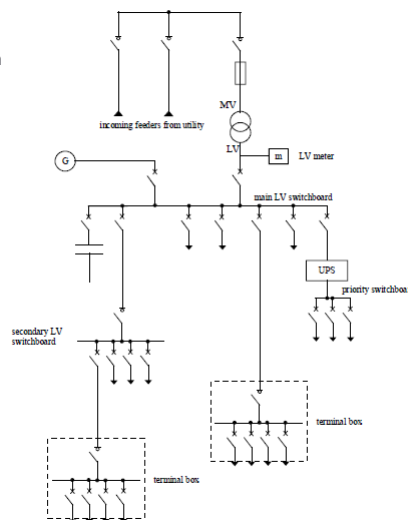 MV
incoming feeders from utility
LV
m
LV meter
G
main LV switchboard
UPS
priority switchboa
secondary LV
switchboard
terminal box
terminal box